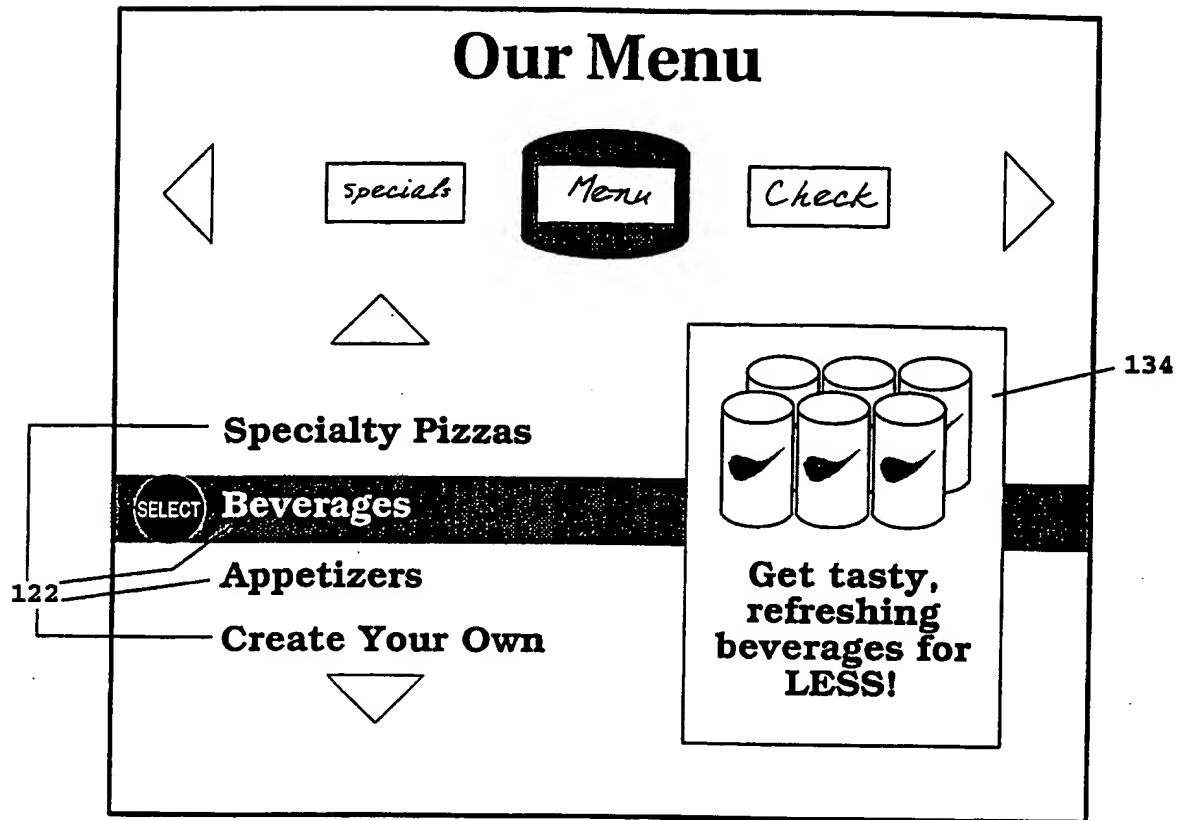 Our Menu
specials
Menu
Check
134
Specialty Pizzas
SELECT
Beverages
122
Appetizers
Create Your Own
Get tasty,
refreshing
beverages for
LESS!